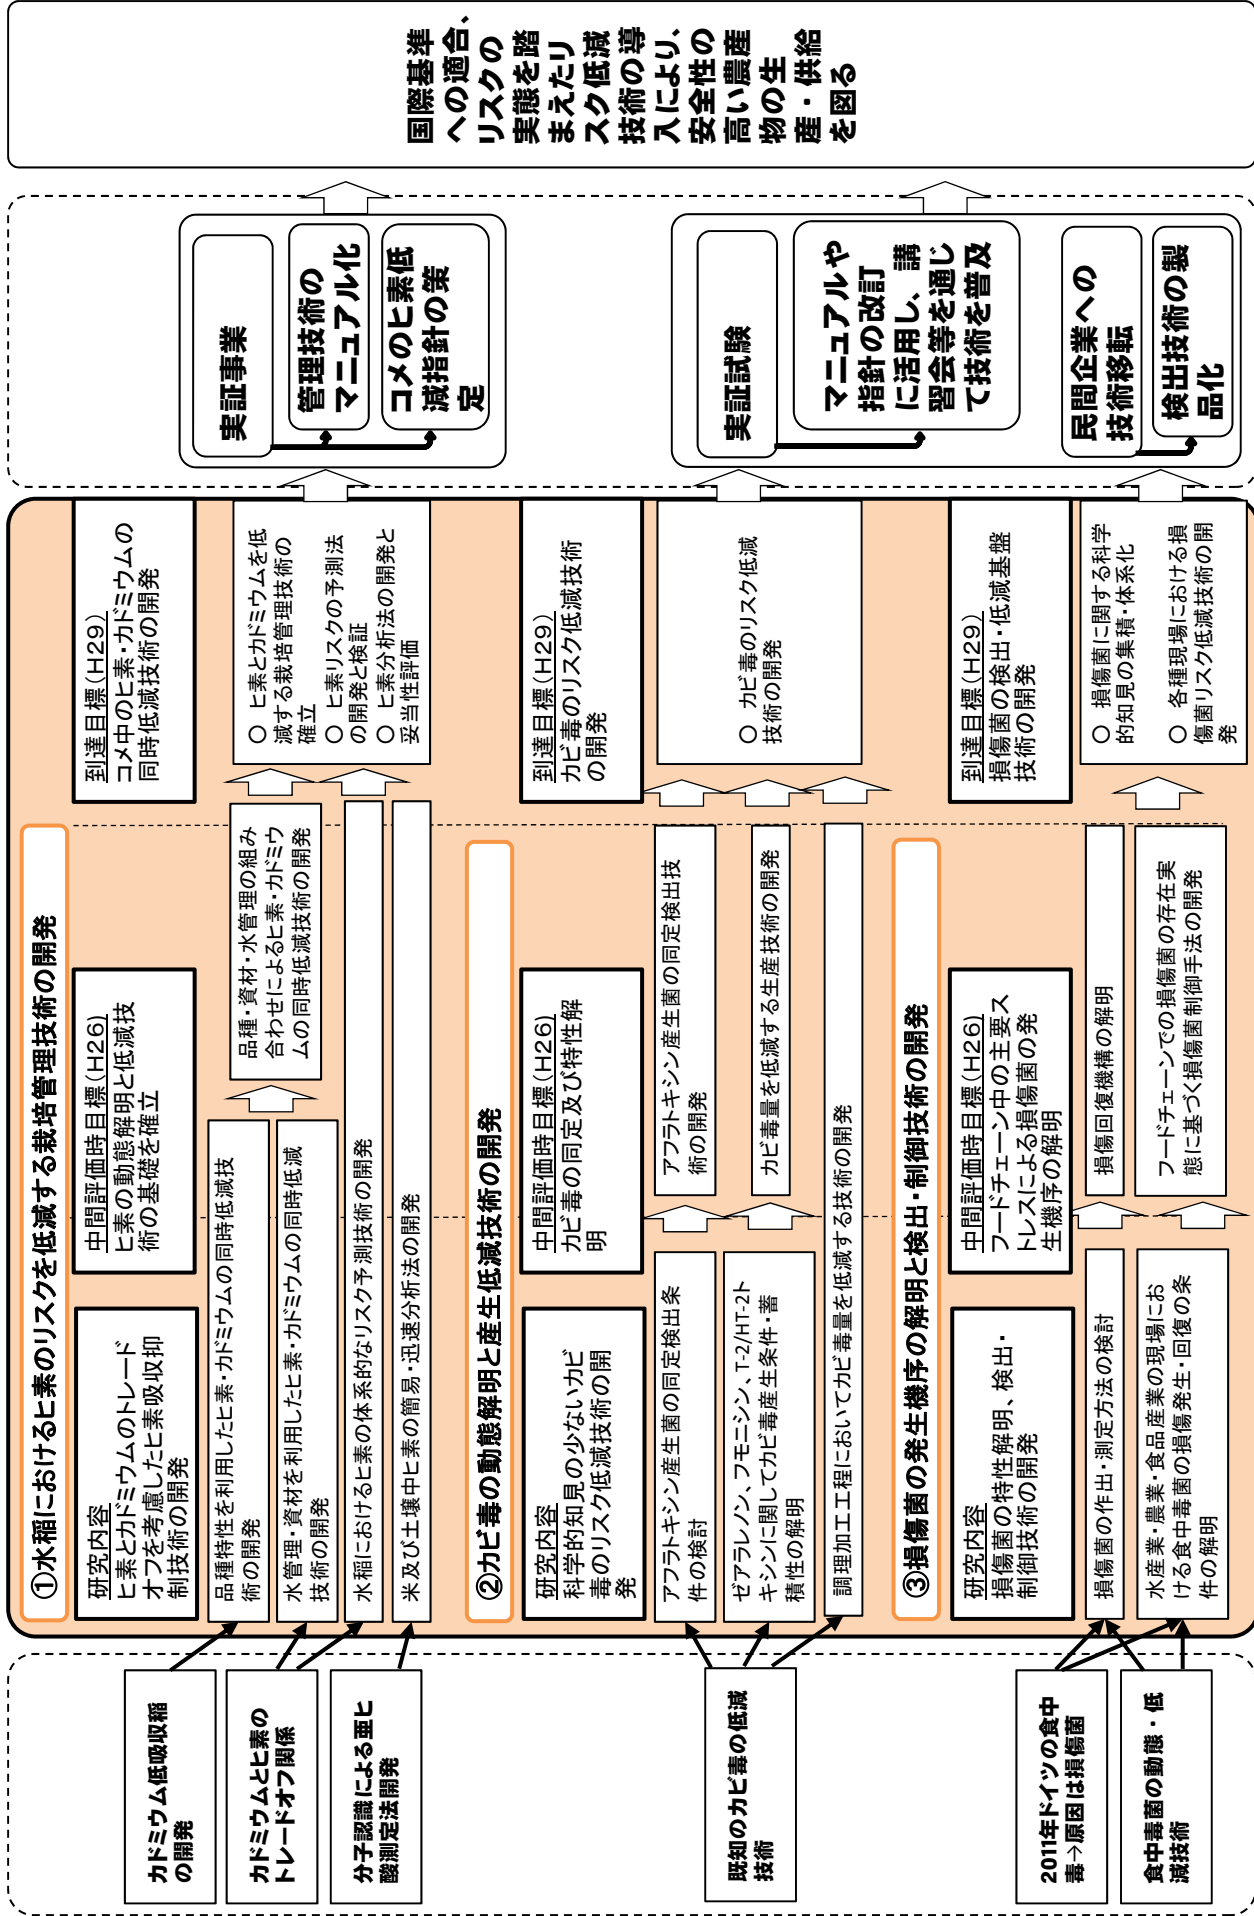 カドミウム低吸収稲
の開発
カドミウムとヒ素の
トレードオフ関係
分子認識による亜ヒ
酸測定法開発
既知のカビ毒の低減
技術
2011年ドイツの食中
毒→原因は損傷菌
食中毒菌の動態・低
減技術
①水稲におけるヒ素のリスクを低減する栽培管理技術の開発
研究内容
ヒ素とカドミウムのトレード
オフを考慮したヒ素吸収抑
制技術の開発
中間評価時目標(H26)
ヒ素の動態解明と低減技
術の基礎を確立
到達目標(H29)
コメ中のヒ素・カドミウムの
同時低減技術の開発
品種特性を利用したヒ素・カドミウムの同時低減技
術の開発
水管理・資材を利用したヒ素・カドミウムの同時低減
技術の開発
品種・資材・水管理の組み
合わせによるヒ素・カドミウ
ムの同時低減技術の開発
水稲におけるヒ素の体系的なリスク予測技術の開発
米及び土壌中ヒ素の簡易・迅速分析法の開発
○ ヒ素とカドミウムを低
減する栽培管理技術の
確立
○ ヒ素リスクの予測法
の開発と検証
○ ヒ素分析法の開発と
妥当性評価
②カビ毒の動態解明と産生低減技術の開発
研究内容
科学的知見の少ないカビ
毒のリスク低減技術の開
発
中間評価時目標(H26)
カビ毒の同定及び特性解
明
到達目標(H29)
カビ毒のリスク低減技術
の開発
アフラトキシン産生菌の同定検出条
件の検討
アフラトキシン産生菌の同定検出技
術の開発
ゼアラレノン、フモニシン、T-2/HT-2ト
キシンに関してカビ毒産生条件・蓄
積性の解明
カビ毒量を低減する生産技術の開発
調理加工工程においてカビ毒量を低減する技術の開発
○ カビ毒のリスク低減
技術の開発
③損傷菌の発生機序の解明と検出・制御技術の開発
研究内容
損傷菌の特性解明、検出・
制御技術の開発
中間評価時目標(H26)
フードチェーン中の主要ス
トレスによる損傷菌の発
生機序の解明
到達目標(H29)
損傷菌の検出・低減基盤
技術の開発
損傷菌の作出・測定方法の検討
損傷回復機構の解明
水産業・農業・食品産業の現場にお
ける食中毒菌の損傷発生・回復の条
件の解明
フードチェーンでの損傷菌の存在実
態に基づく損傷菌制御手法の開発
○ 損傷菌に関する科学
的知見の集積・体系化
○ 各種現場における損
傷菌リスク低減技術の開
発
実証事業
管理技術の
マニュアル化
コメのヒ素低
減指針の策
定
実証試験
マニュアルや
指針の改訂
に活用し、講
習会等を通じ
て技術を普及
民間企業への
技術移転
検出技術の製
品化
国際基準
への適合、
リスクの
実態を踏
まえたリ
スク低減
技術の導
入により、
安全性の
高い農産
物の生
産・供給
を図る